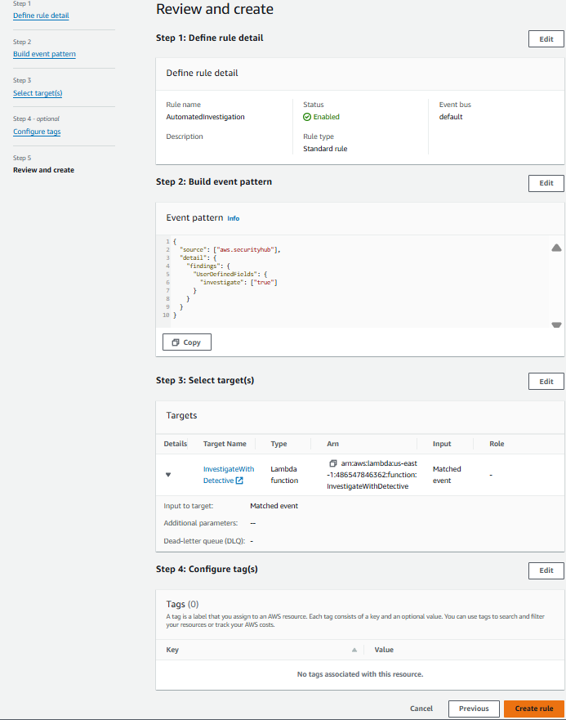 Step 1
Define rule detail
Step 2
Build event pattern
Step 3
Select target(s)
Step 4 - optional
Configure tags
Step 5
Review and create
Review and create
Step 1: Define rule detail
Edit
Define rule detail
Rule name
AutomatedInvestigation
Status
Enabled
Event bus
default
Description
Rule type
Standard rule
Step 2: Build event pattern
Edit
Event pattern Info
1 {
2 "source": ["aws.securityhub"],
3 "detail": {
4 "findings": {
5 "UserDefinedFields": {
6 "investigate": ["true"]
7 }
8 }
9 }
10 }
Copy
Step 3: Select target(s)
Edit
Targets
Details Target Name Type Arn Input Role
InvestigateWith
Detective
Lambda
function
arn:aws:lambda:us-east
-1:486547846362:function:
InvestigateWithDetective
Matched
event
-
Input to target: Matched event
Additional parameters: --
Dead-letter queue (DLQ): -
Step 4: Configure tag(s)
Edit
Tags (0)
A tag is a label that you assign to an AWS resource. Each tag consists of a key and an optional value. You can use tags to search and filter
your resources or track your AWS costs.
Key Value
No tags associated with this resource.
Cancel Previous Create rule